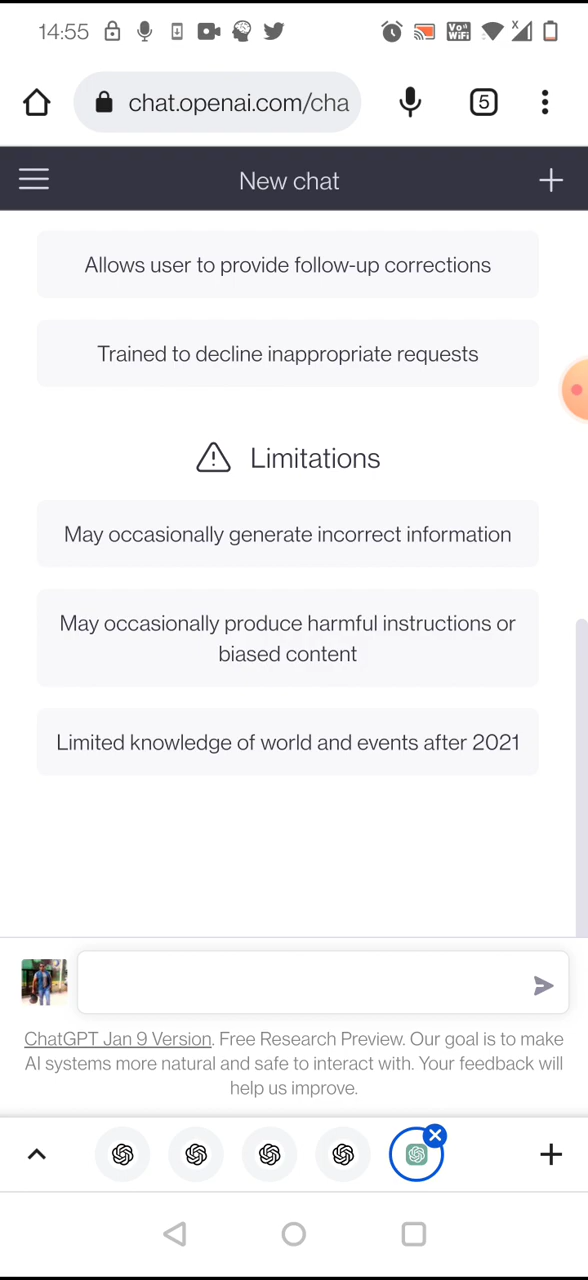 14:55
Vo))
WiFi
X
chat.openai.com/cha
5
New chat
Allows user to provide follow-up corrections
Trained to decline inappropriate requests
Limitations
May occasionally generate incorrect information
May occasionally produce harmful instructions or
biased content
Limited knowledge of world and events after 2021
ChatGPT Jan 9 Version. Free Research Preview. Our goal is to make
AI systems more natural and safe to interact with. Your feedback will
help us improve.